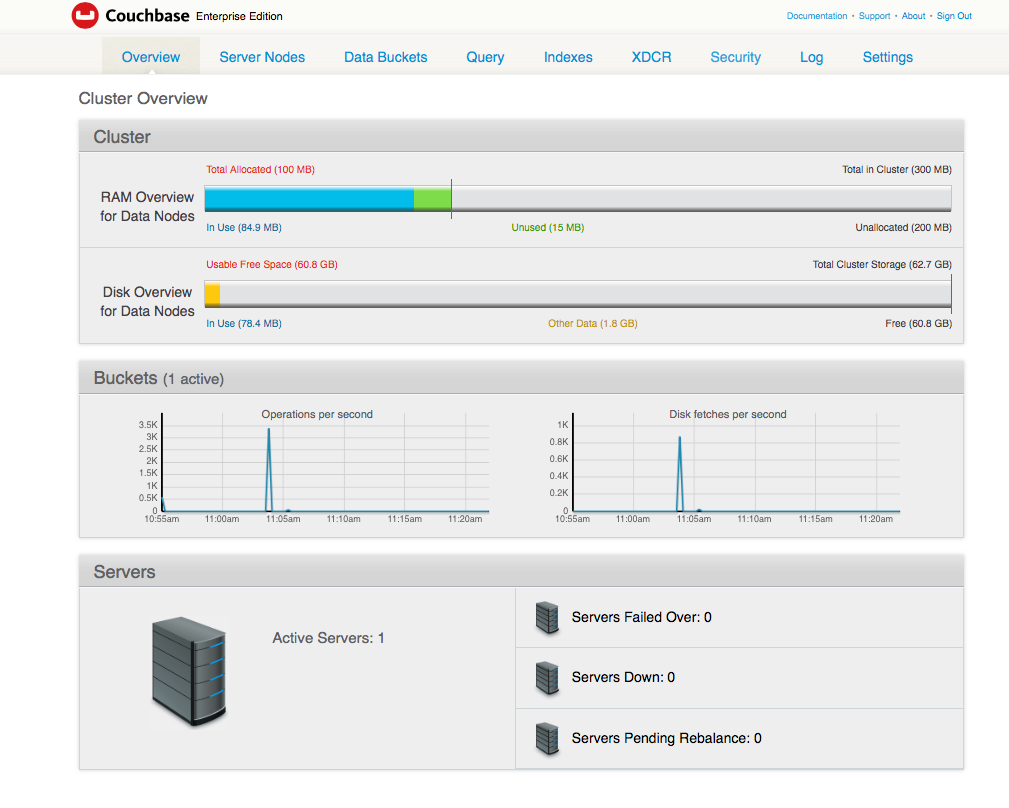 Couchbase Enterprise Edition
Documentation • Support • About • Sign Out
Overview Server Nodes Data Buckets Query Indexes XDCR Security Log Settings
Cluster Overview
Cluster
Total Allocated (100 MB) Total in Cluster (300 MB)
RAM Overview
for Data Nodes
In Use (84.9 MB) Unused (15 MB) Unallocated (200 MB)
Usable Free Space (60.8 GB) Total Cluster Storage (62.7 GB)
Disk Overview
for Data Nodes
In Use (78.4 MB) Other Data (1.8 GB) Free (60.8 GB)
Buckets (1 active)
Operations per second
3.5K
3K
2.5K
2K
1.5K
1K
0.5K
0
10:55am 11:00am 11:05am 11:10am 11:15am 11:20am
Disk fetches per second
1K
0.8K
0.6K
0.4K
0.2K
0
10:55am 11:00am 11:05am 11:10am 11:15am 11:20am
Servers
Active Servers: 1
Servers Failed Over: 0
Servers Down: 0
Servers Pending Rebalance: 0